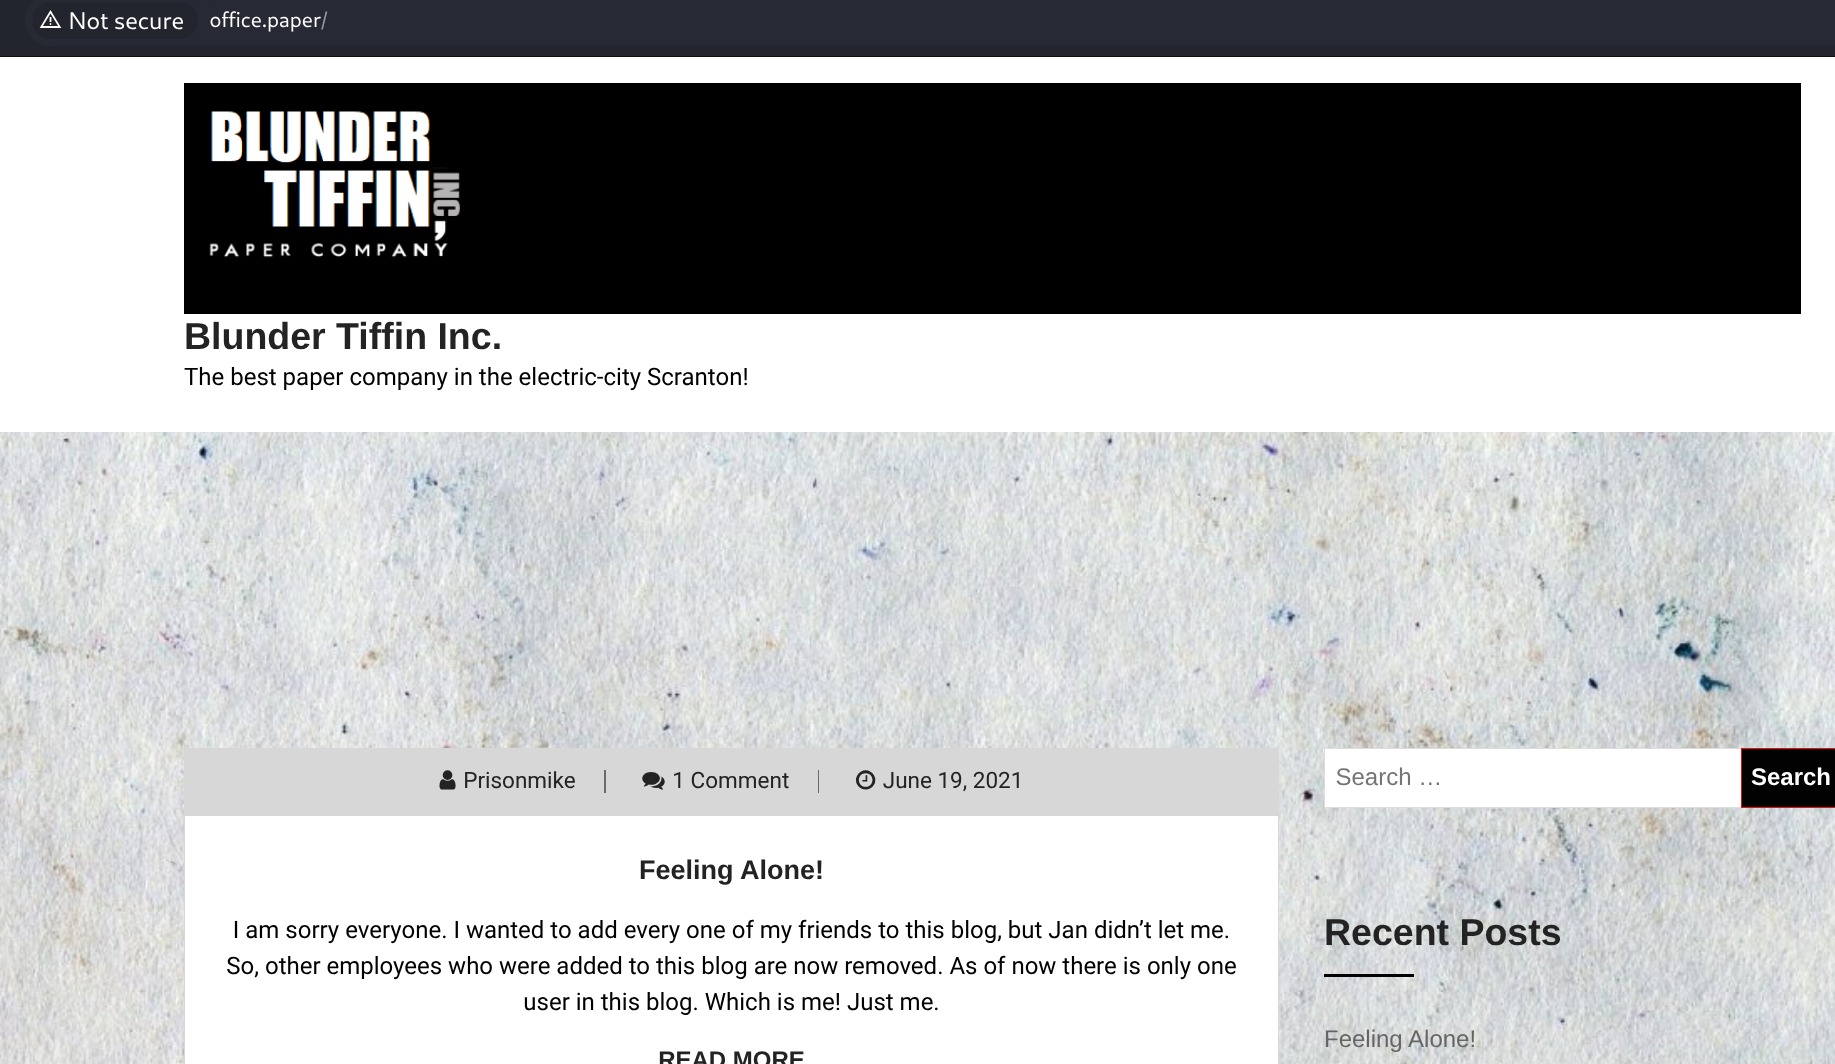 Not secure office.paper/
BLUNDER
TIFFIN
INC,
PAPER COMPANY
Blunder Tiffin Inc.
The best paper company in the electric-city Scranton!
Prisonmike | 1 Comment | June 19, 2021
Search … Search
Feeling Alone!
I am sorry everyone. I wanted to add every one of my friends to this blog, but Jan didn’t let me.
So, other employees who were added to this blog are now removed. As of now there is only one
user in this blog. Which is me! Just me.
READ MORE
Recent Posts
Feeling Alone!